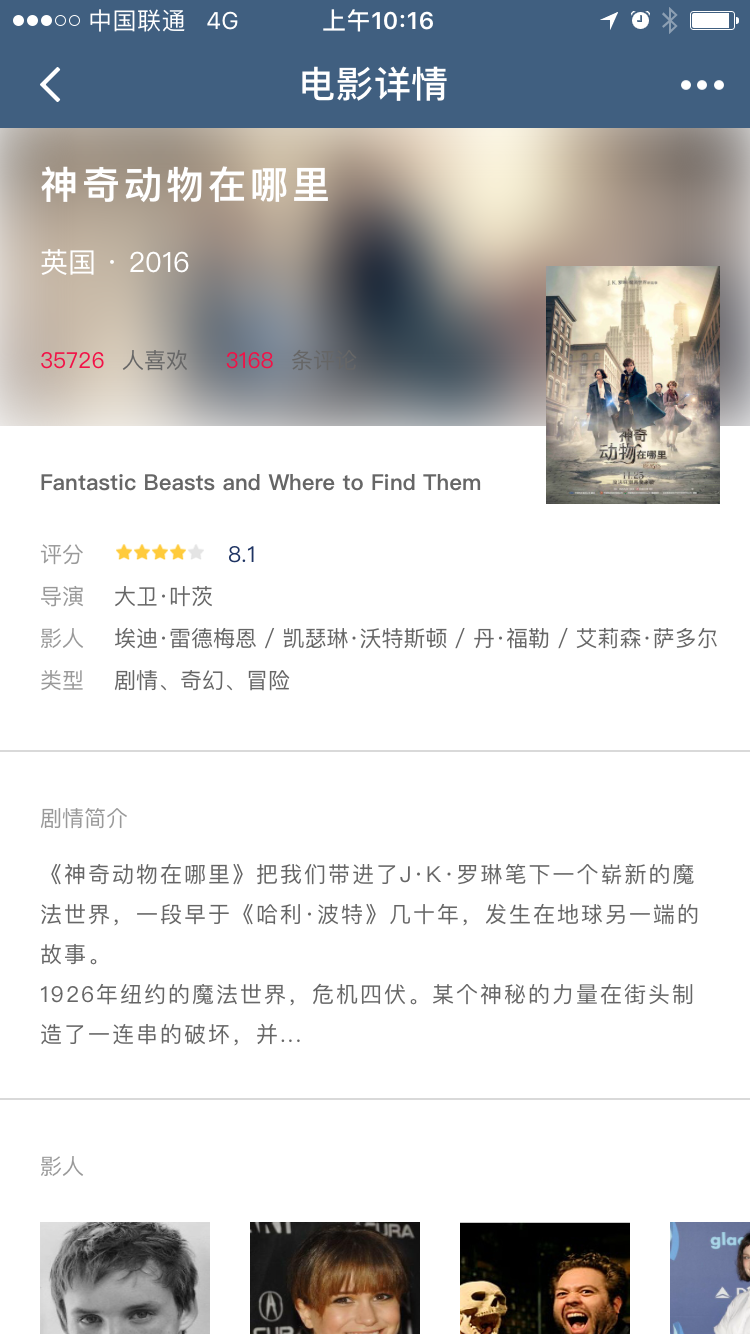 中国联通 4G 上午10:16
电影详情
神奇动物在哪里
英国 · 2016
35726 人喜欢 3168 条评论
神奇
动物在哪里
11.25
Fantastic Beasts and Where to Find Them
评分 8.1
导演 大卫·叶茨
影人 埃迪·雷德梅恩 / 凯瑟琳·沃特斯顿 / 丹·福勒 / 艾莉森·萨多尔
类型 剧情、奇幻、冒险
剧情简介
《神奇动物在哪里》把我们带进了J·K·罗琳笔下一个崭新的魔
法世界，一段早于《哈利·波特》几十年，发生在地球另一端的
故事。
1926年纽约的魔法世界，危机四伏。某个神秘的力量在街头制
造了一连串的破坏，并...
影人